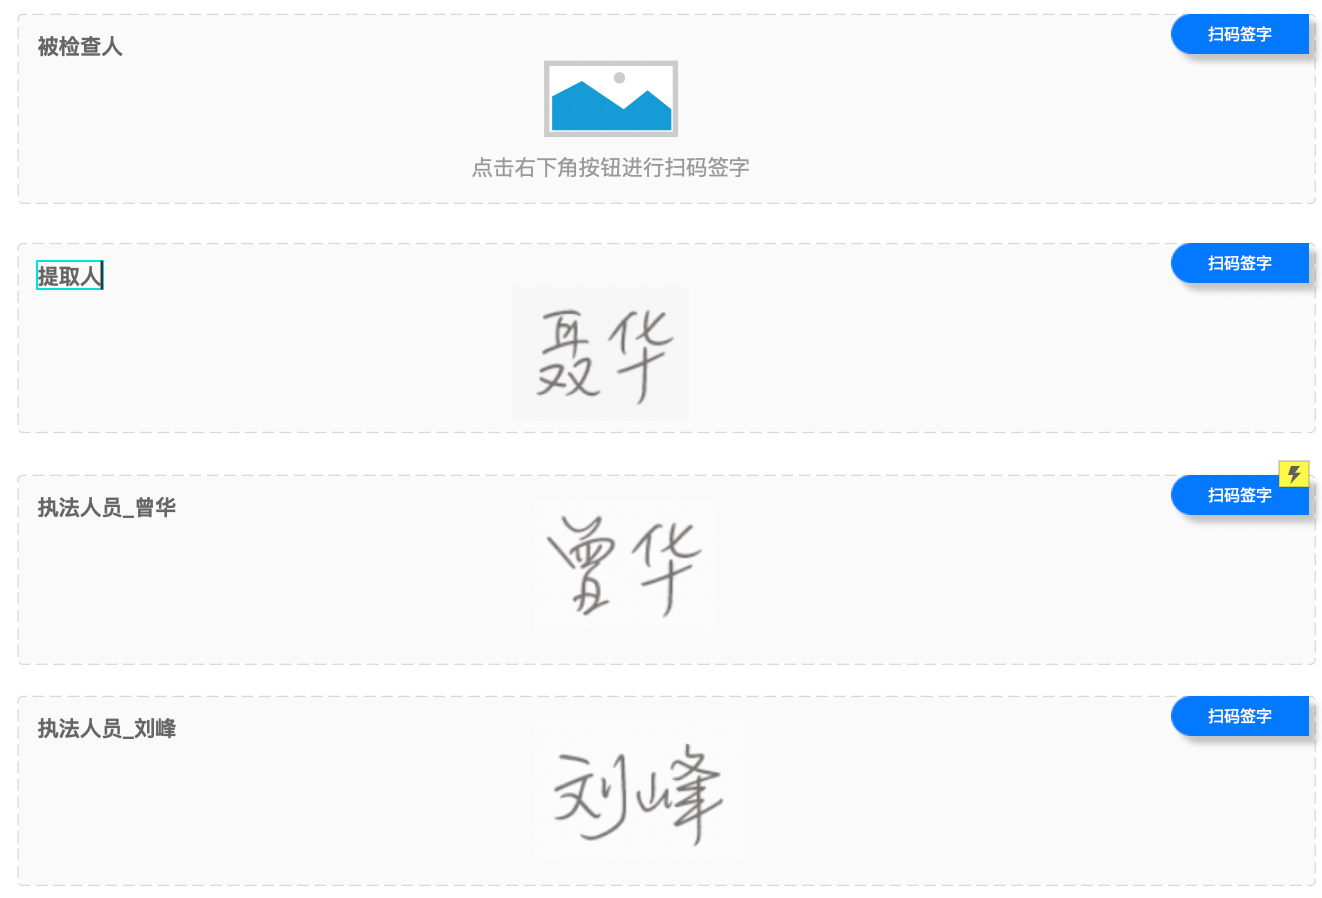 被检查人
扫码签字
点击右下角按钮进行扫码签字
提取人
扫码签字
聂华
执法人员_曾华
扫码签字
曾华
执法人员_刘峰
扫码签字
刘峰